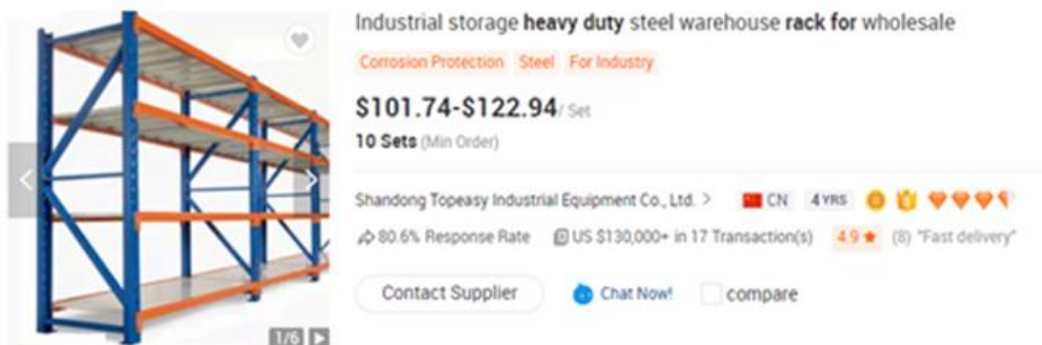 Industrial storage heavy duty steel warehouse rack for wholesale
Corrosion Protection Steel For Industry
$101.74-$122.94/ Set
10 Sets (Min Order)
Shandong Topeasy Industrial Equipment Co., Ltd. > CN 4 YRS
80.6% Response Rate US $130,000+ in 17 Transaction(s) 4.9 (8) "Fast delivery"
Contact Supplier Chat Now! compare
1/6